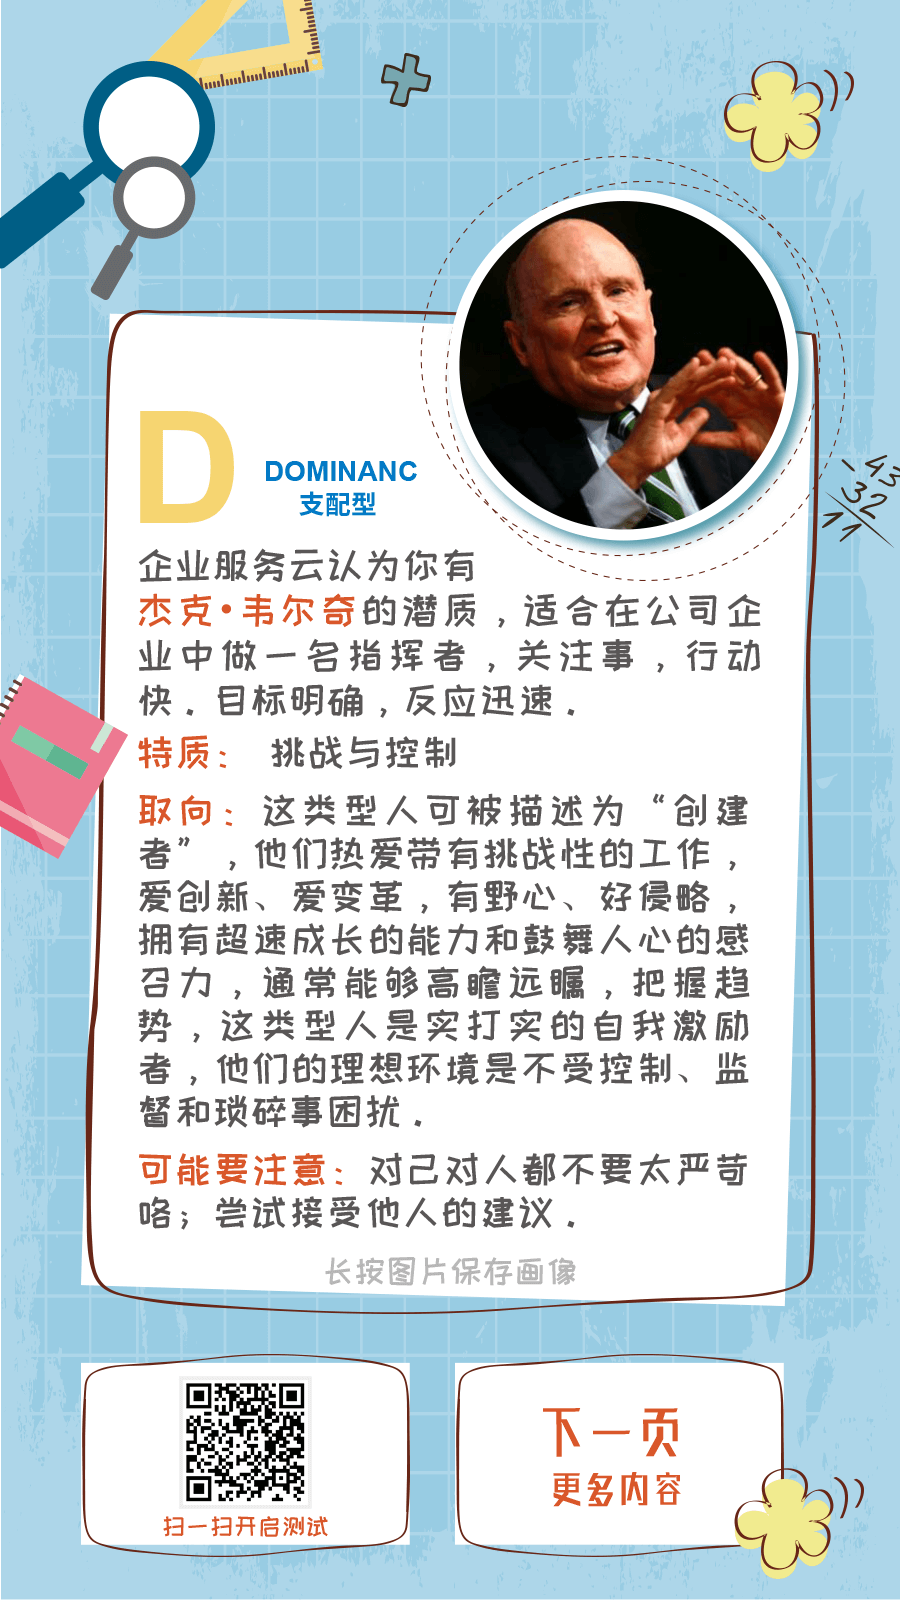 D
DOMINANC
支配型
企业服务云认为你有
杰克·韦尔奇的潜质，适合在公司企
业中做一名指挥者，关注事，行动
快．目标明确，反应迅速．
特质： 挑战与控制
取向：这类型人可被描述为“创建
者”，他们热爱带有挑战性的工作，
爱创新、爱变革，有野心、好侵略，
拥有超速成长的能力和鼓舞人心的感
召力，通常能够高瞻远瞩，把握趋
势，这类型人是实打实的自我激励
者，他们的理想环境是不受控制、监
督和琐碎事困扰．
可能要注意：对己对人都不要太严苛
咯；尝试接受他人的建议．
长按图片保存画像
-43
32
11
扫一扫开启测试
下一页
更多内容